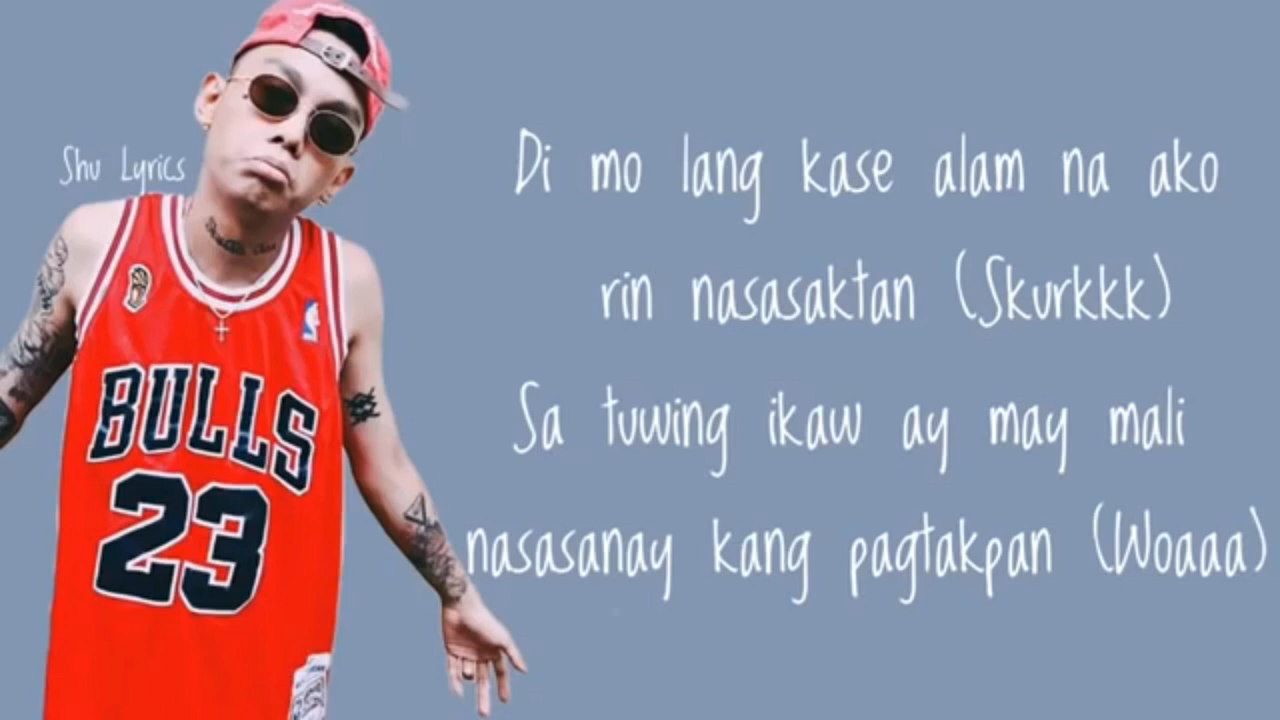 Shu Lyrics
Di mo lang kase alam na ako
rin nasasaktan (Skurkkk)
Sa tuwing ikaw ay may mali
nasasanay kang pagtakpan (Woaaa)
BULLS
23